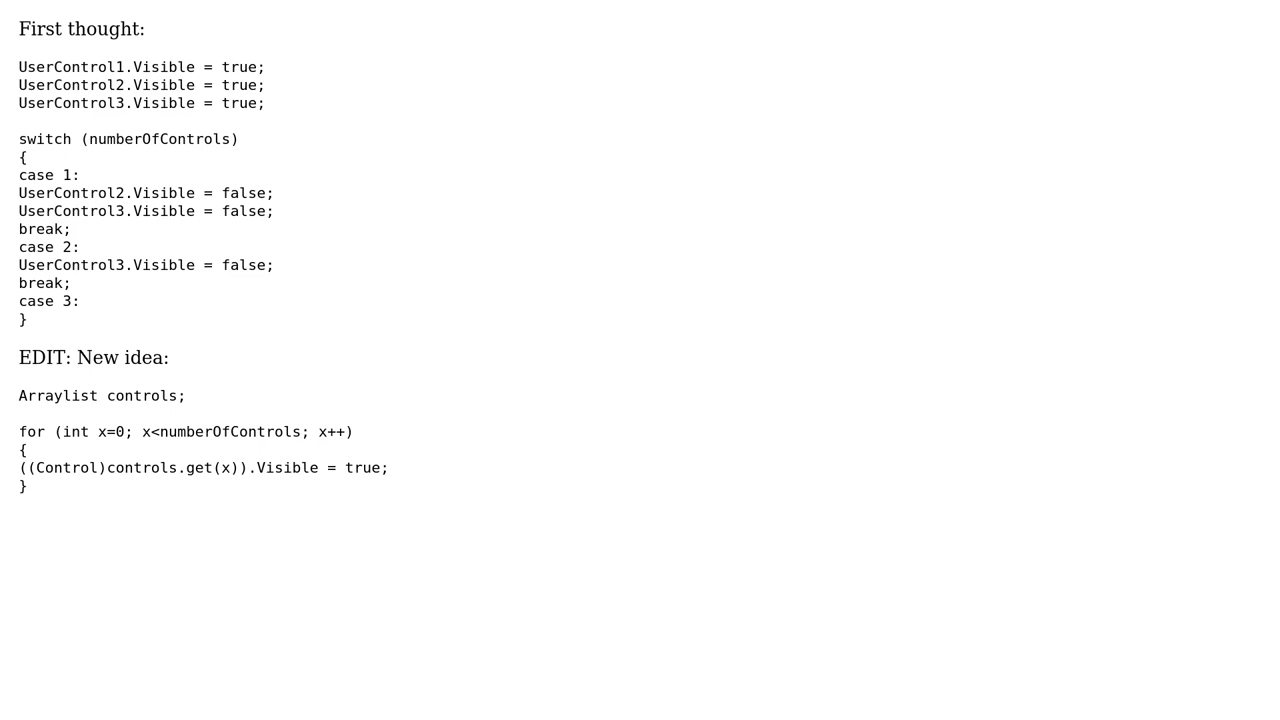 First thought:
UserControl1.Visible = true;
UserControl2.Visible = true;
UserControl3.Visible = true;
switch (numberOfControls)
{
case 1:
UserControl2.Visible = false;
UserControl3.Visible = false;
break;
case 2:
UserControl3.Visible = false;
break;
case 3:
}
EDIT: New idea:
Arraylist controls;
for (int x=0; x<numberOfControls; x++)
{
((Control)controls.get(x)).Visible = true;
}